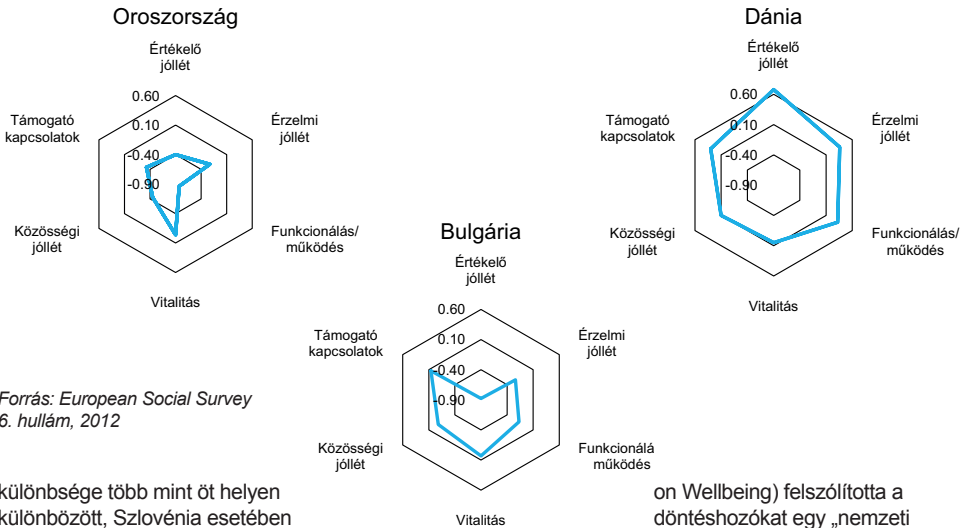 Oroszország
Értékelő
jóllét
0.60
0.10
-0.40
-0.90
Támogató
kapcsolatok
Érzelmi
jóllét
Közösségi
jóllét
Funkcionálás/
működés
Vitalitás
Dánia
Értékelő
jóllét
0.60
0.10
-0.40
-0.90
Támogató
kapcsolatok
Érzelmi
jóllét
Közösségi
jóllét
Funkcionálás/
működés
Vitalitás
Bulgária
Értékelő
jóllét
0.60
0.10
-0.40
-0.90
Támogató
kapcsolatok
Érzelmi
jóllét
Közösségi
jóllét
Funkcionálá
működés
Vitalitás
Forrás: European Social Survey
6. hullám, 2012
különbsége több mint öt helyen
különbözött, Szlovénia esetében
on Wellbeing) felszólította a
döntéshozókat egy „nemzeti